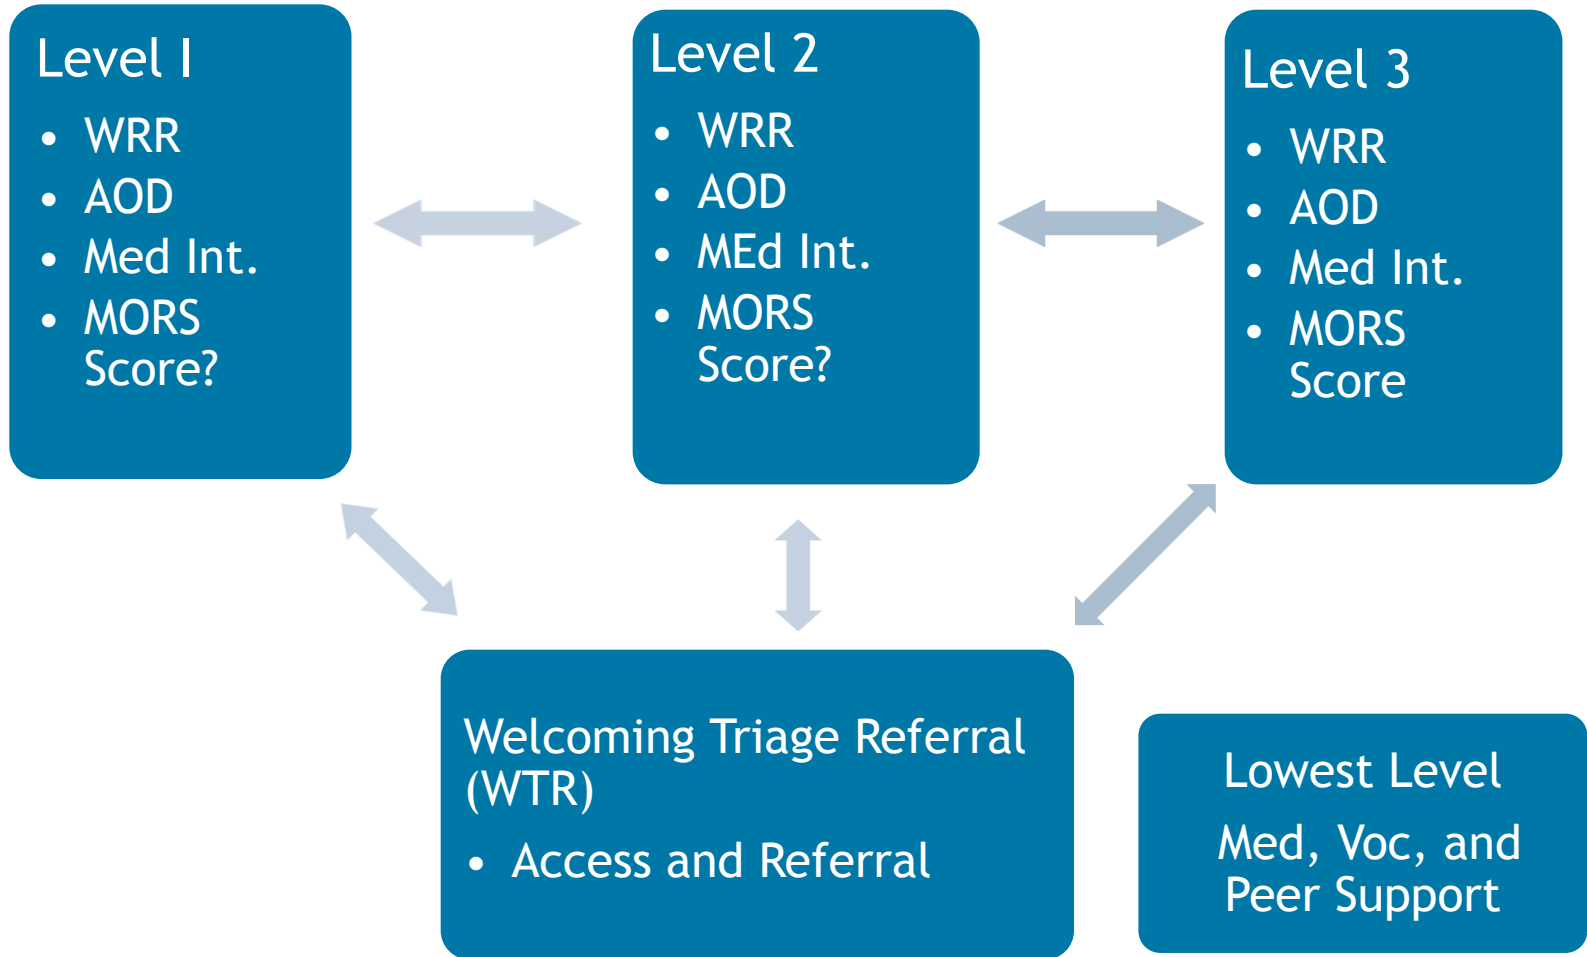 Level I
• WRR
• AOD
• Med Int.
• MORS
Score?
Level 2
• WRR
• AOD
• MEd Int.
• MORS
Score?
Level 3
• WRR
• AOD
• Med Int.
• MORS
Score
Welcoming Triage Referral
(WTR)
• Access and Referral
Lowest Level
Med, Voc, and
Peer Support